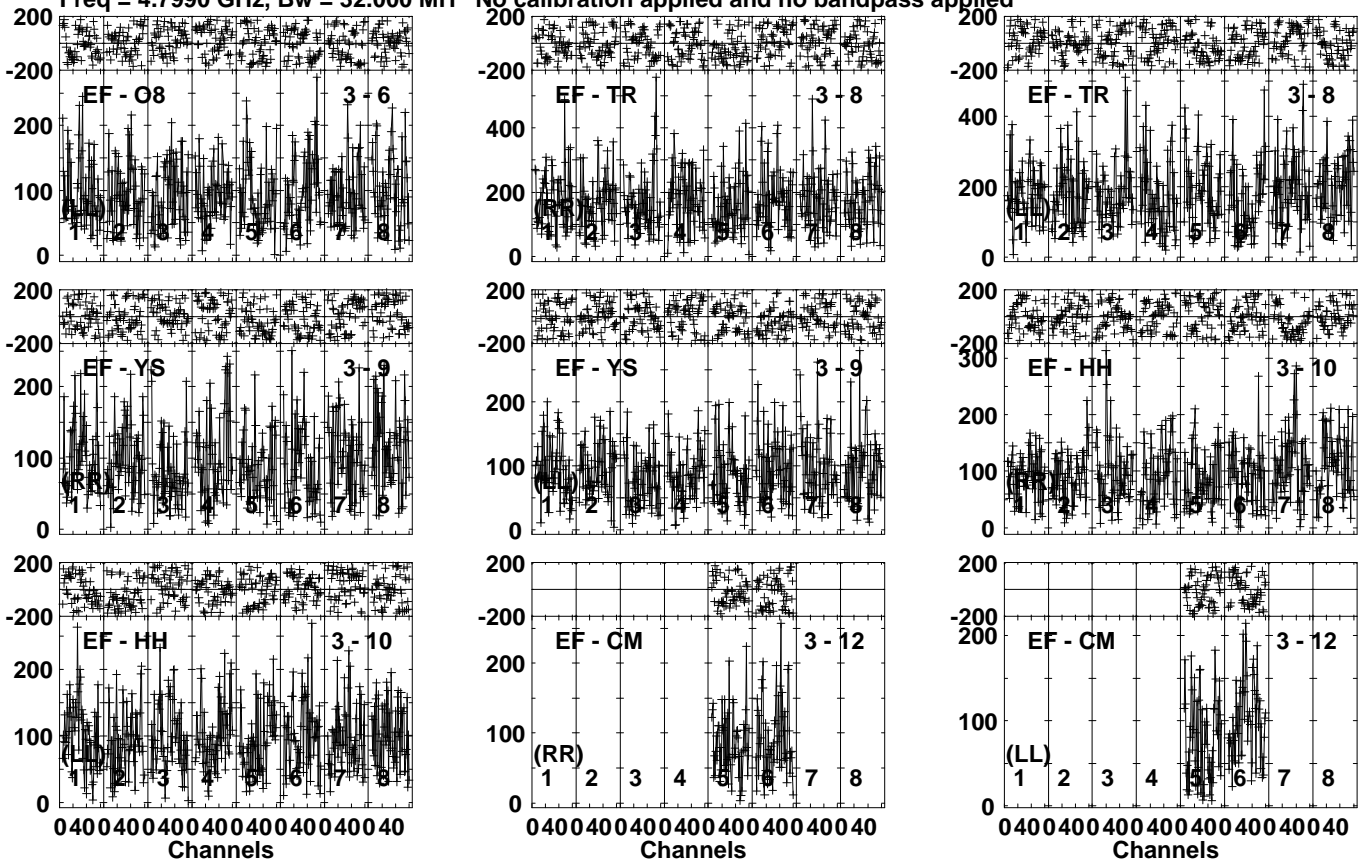 Freq = 4.7990 GHz, Bw = 32.000 MH No calibration applied and no bandpass applied
200 200 200
-200 -200 -200
EF - O8 3 - 6 EF - TR 3 - 8 EF - TR 3 - 8
200 400 400
100 200 200
(LL) (RR) (LL)
1 2 3 4 5 6 7 8 1 2 3 4 5 6 7 8 1 2 3 4 5 6 7 8
0 0 0
200 200 200
-200 -200 -200
300
EF - YS 3 - 9 EF - YS 3 - 9 EF - HH 3 - 10
200 200 200
100 100 100
(RR) (LL) (RR)
1 2 3 4 5 6 7 8 1 2 3 4 5 6 7 8 1 2 3 4 5 6 7 8
0 0 0
200 200 200
-200 -200 -200
EF - HH 3 - 10 EF - CM 3 - 12 EF - CM 3 - 12
200 200 200
100 100 100
(LL) (RR) (LL)
1 2 3 4 5 6 7 8 1 2 3 4 5 6 7 8 1 2 3 4 5 6 7 8
0 0 0
0 40 0 40 0 40 0 40 0 40 0 40 0 40 0 40 0 40 0 40 0 40 0 40 0 40 0 40 0 40 0 40 0 40 0 40 0 40 0 40 0 40 0 40 0 40 0 40
Channels Channels Channels